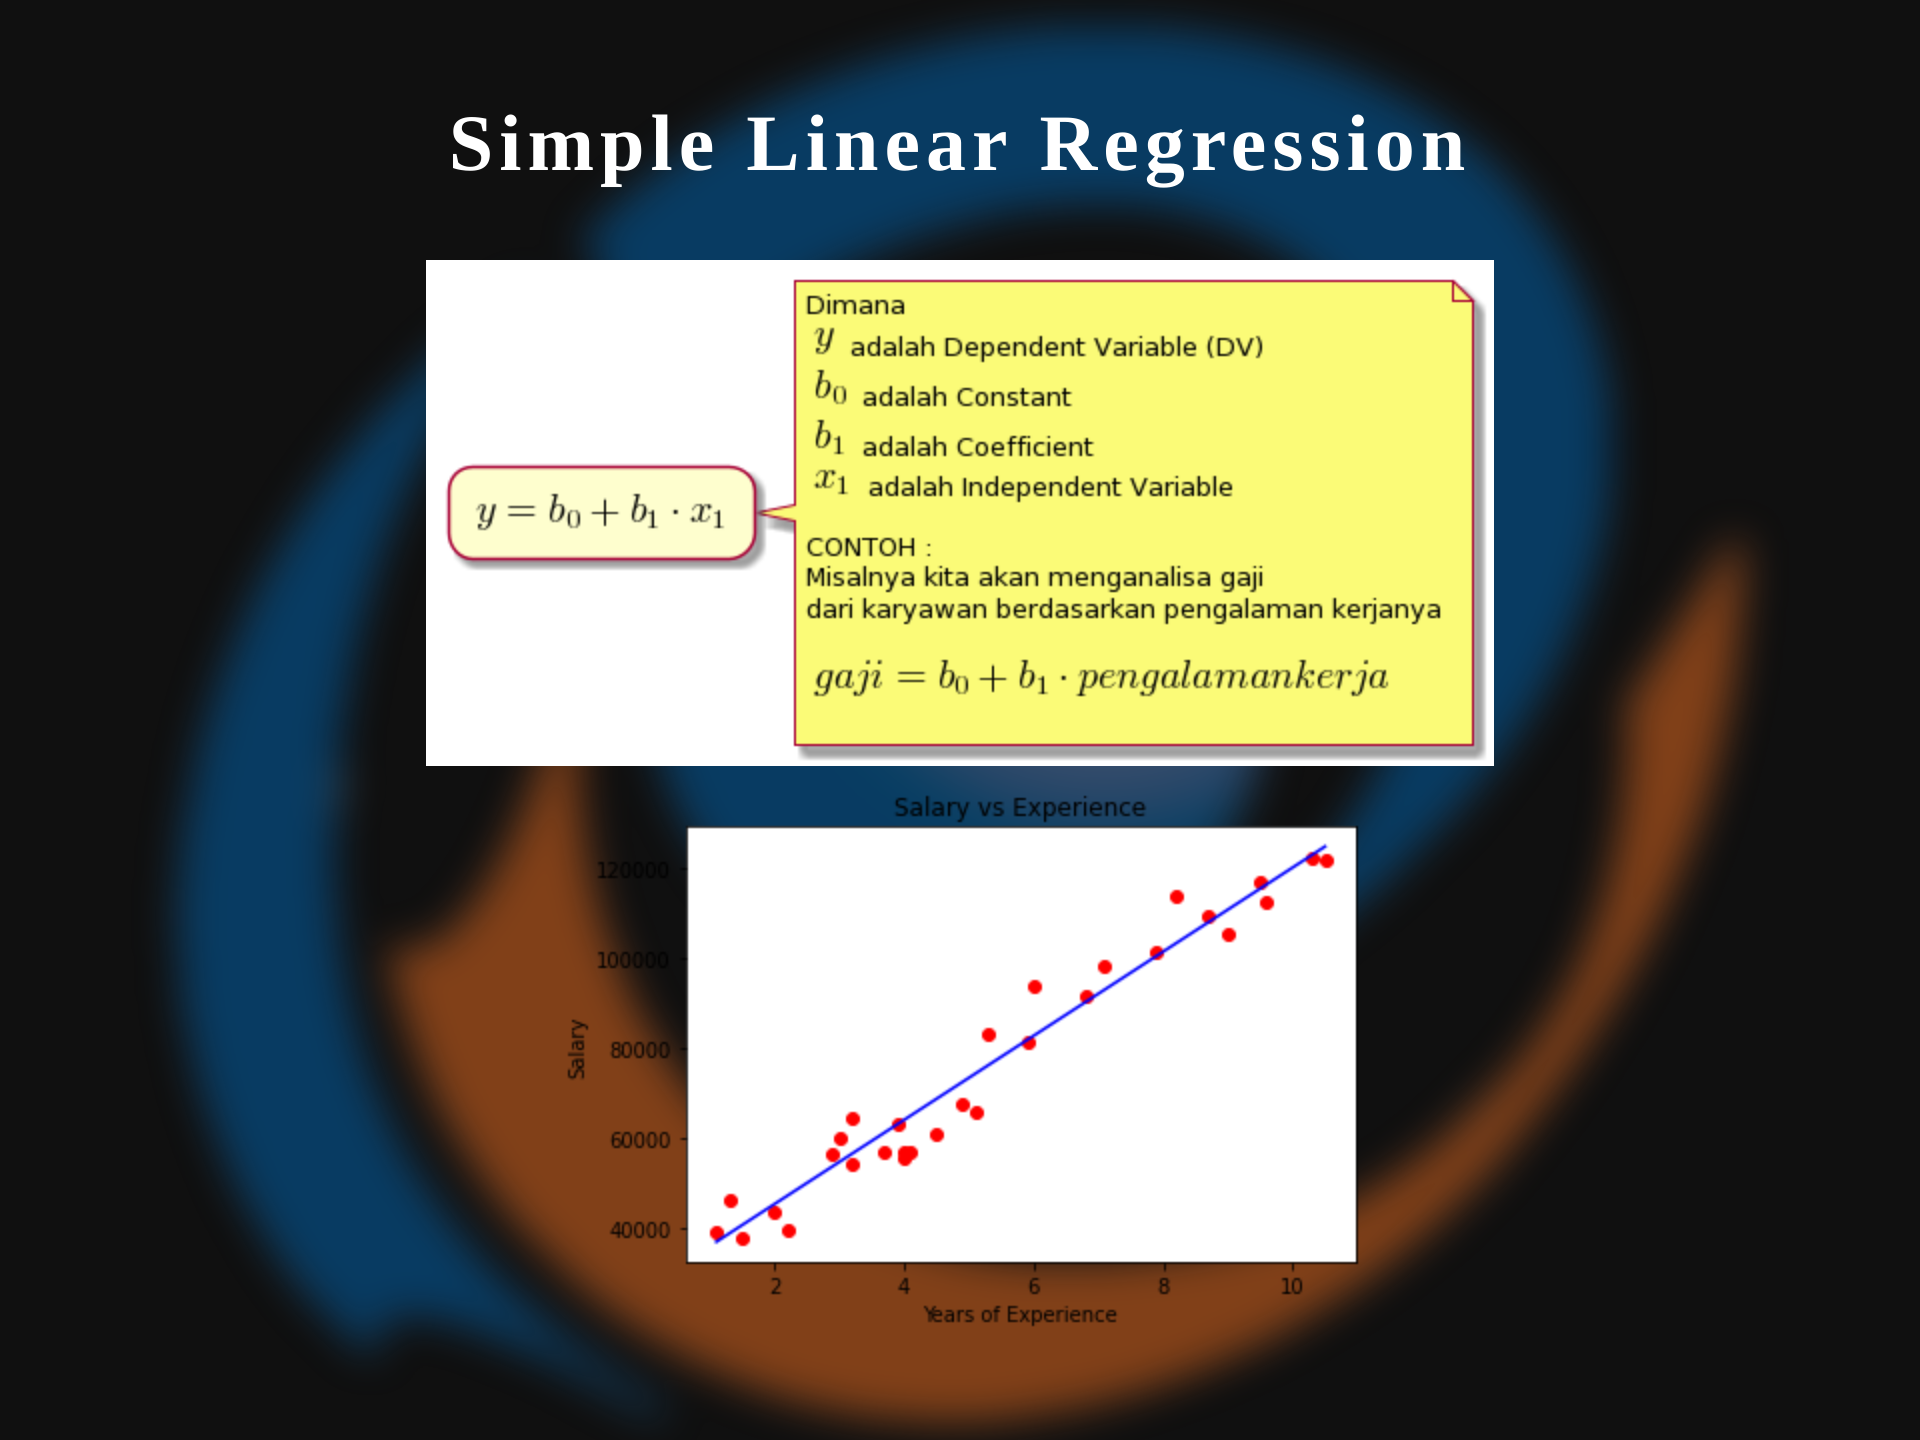 Simple Linear Regression
Dimana
y adalah Dependent Variable (DV)
b₀ adalah Constant
b₁ adalah Coefficient
x₁ adalah Independent Variable
y = b₀ + b₁ · x₁
CONTOH :
Misalnya kita akan menganalisa gaji
dari karyawan berdasarkan pengalaman kerjanya
gaji = b₀ + b₁ · pengalamankerja
Salary vs Experience
120000
100000
80000
60000
40000
Salary
2 4 6 8 10
Years of Experience